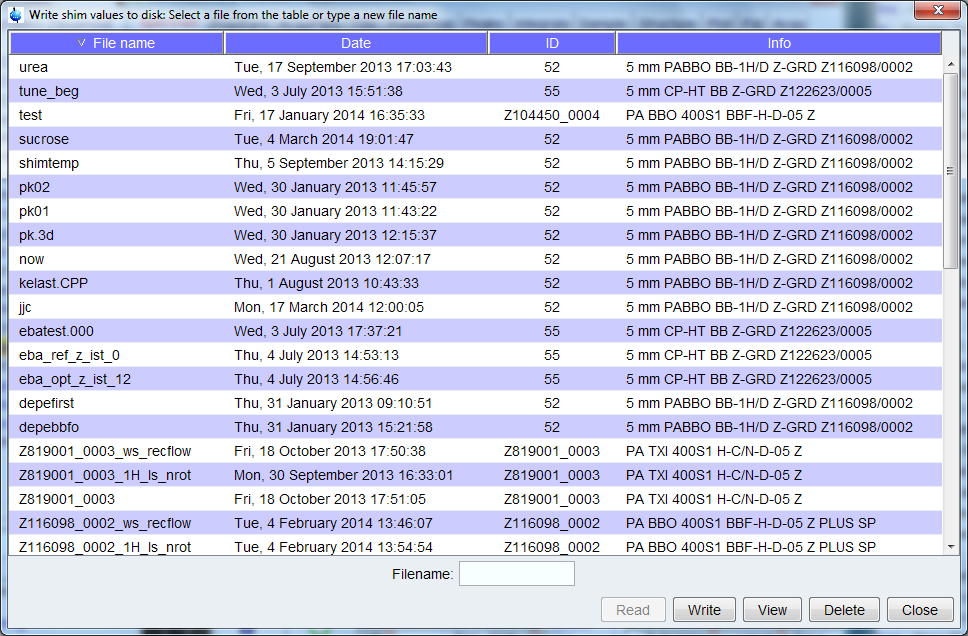 Write shim values to disk: Select a file from the table or type a new file name
File name Date ID Info
urea Tue, 17 September 2013 17:03:43 52 5 mm PABBO BB-1H/D Z-GRD Z116098/0002
tune_beg Wed, 3 July 2013 15:51:38 55 5 mm CP-HT BB Z-GRD Z122623/0005
test Fri, 17 January 2014 16:35:33 Z104450_0004 PA BBO 400S1 BBF-H-D-05 Z
sucrose Tue, 4 March 2014 19:01:47 52 5 mm PABBO BB-1H/D Z-GRD Z116098/0002
shimtemp Thu, 5 September 2013 14:15:29 52 5 mm PABBO BB-1H/D Z-GRD Z116098/0002
pk02 Wed, 30 January 2013 11:45:57 52 5 mm PABBO BB-1H/D Z-GRD Z116098/0002
pk01 Wed, 30 January 2013 11:43:22 52 5 mm PABBO BB-1H/D Z-GRD Z116098/0002
pk.3d Wed, 30 January 2013 12:15:37 52 5 mm PABBO BB-1H/D Z-GRD Z116098/0002
now Wed, 21 August 2013 12:07:17 52 5 mm PABBO BB-1H/D Z-GRD Z116098/0002
kelast.CPP Thu, 1 August 2013 10:43:33 52 5 mm PABBO BB-1H/D Z-GRD Z116098/0002
jjc Mon, 17 March 2014 12:00:05 52 5 mm PABBO BB-1H/D Z-GRD Z116098/0002
ebatest.000 Wed, 3 July 2013 17:37:21 55 5 mm CP-HT BB Z-GRD Z122623/0005
eba_ref_z_ist_0 Thu, 4 July 2013 14:53:13 55 5 mm CP-HT BB Z-GRD Z122623/0005
eba_opt_z_ist_12 Thu, 4 July 2013 14:56:46 55 5 mm CP-HT BB Z-GRD Z122623/0005
depefirst Thu, 31 January 2013 09:10:51 52 5 mm PABBO BB-1H/D Z-GRD Z116098/0002
depebbfo Thu, 31 January 2013 15:21:58 52 5 mm PABBO BB-1H/D Z-GRD Z116098/0002
Z819001_0003_ws_recflow Fri, 18 October 2013 17:50:38 Z819001_0003 PA TXI 400S1 H-C/N-D-05 Z
Z819001_0003_1H_ls_nrot Mon, 30 September 2013 16:33:01 Z819001_0003 PA TXI 400S1 H-C/N-D-05 Z
Z819001_0003 Fri, 18 October 2013 17:51:05 Z819001_0003 PA TXI 400S1 H-C/N-D-05 Z
Z116098_0002_ws_recflow Tue, 4 February 2014 13:46:07 Z116098_0002 PA BBO 400S1 BBF-H-D-05 Z PLUS SP
Z116098_0002_1H_ls_nrot Tue, 4 February 2014 13:54:54 Z116098_0002 PA BBO 400S1 BBF-H-D-05 Z PLUS SP
Filename:
Read Write View Delete Close